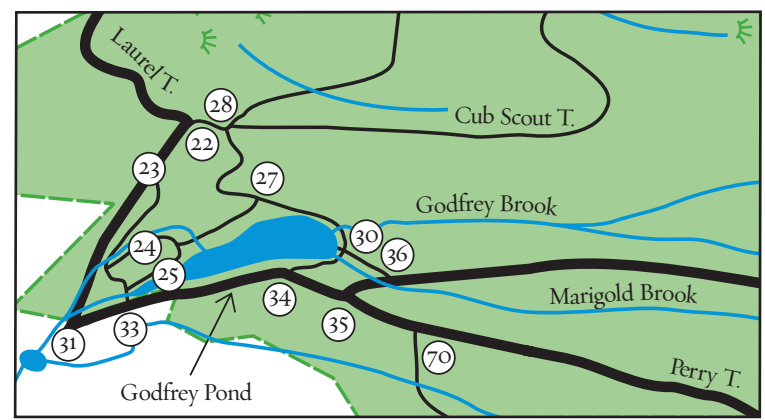 Laurel T.
28
Cub Scout T.
22
23
27
Godfrey Brook
30
24
36
25
34
Marigold Brook
33
35
31
70
Perry T.
Godfrey Pond